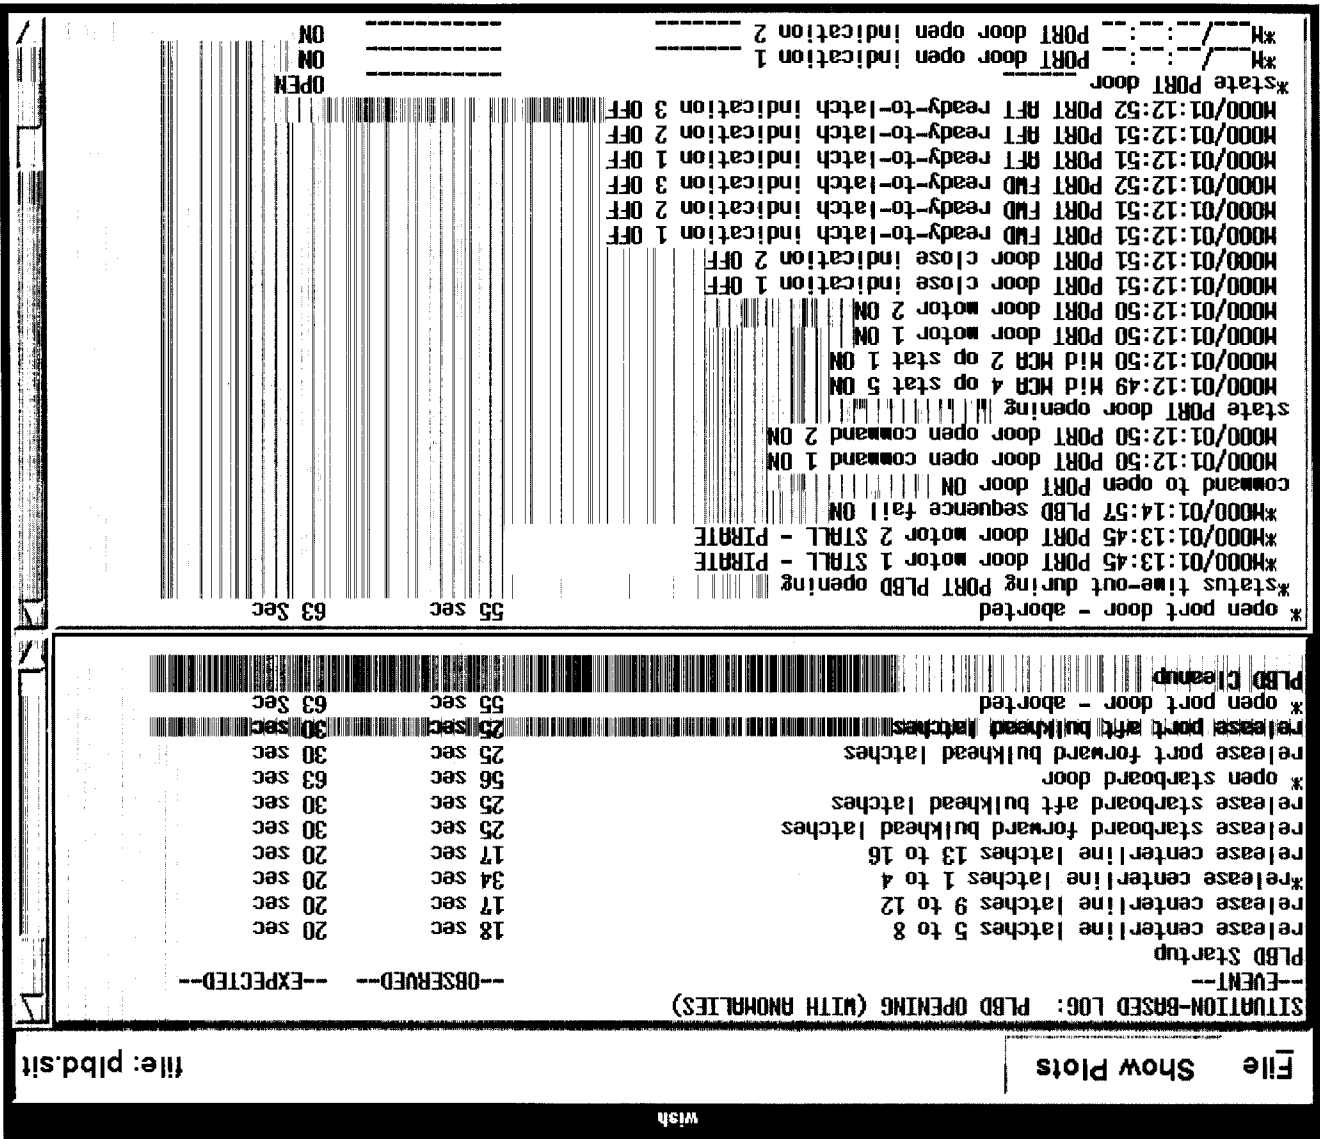 wish
File Show Plots file: plbd.sit
SITUATION-BASED LOG: PLBD OPENING (WITH ANOMALIES)
--EVENT-- --OBSERVED-- --EXPECTED--
PLBD Startup
release centerline latches 5 to 8 18 sec 20 sec
release centerline latches 9 to 12 17 sec 20 sec
*release centerline latches 1 to 4 34 sec 20 sec
release centerline latches 13 to 16 17 sec 20 sec
release starboard forward bulkhead latches 25 sec 30 sec
release starboard aft bulkhead latches 25 sec 30 sec
* open starboard door 56 sec 63 sec
release port forward bulkhead latches 25 sec 30 sec
release port aft bulkhead latches 25 sec 30 sec
* open port door - aborted 55 sec 63 Sec
PLBD Cleanup
* open port door - aborted 55 sec 63 Sec
*status time-out during PORT PLBD opening
*M000/01:13:45 PORT door motor 1 STALL - PIRATE
*M000/01:13:45 PORT door motor 2 STALL - PIRATE
*M000/01:14:57 PLBD sequence fail ON
command to open PORT door ON
M000/01:12:50 PORT door open command 1 ON
M000/01:12:50 PORT door open command 2 ON
state PORT door opening
M000/01:12:49 Mid MCA 4 op stat 5 ON
M000/01:12:50 Mid MCA 2 op stat 1 ON
M000/01:12:50 PORT door motor 1 ON
M000/01:12:50 PORT door motor 2 ON
M000/01:12:51 PORT door close indication 1 OFF
M000/01:12:51 PORT door close indication 2 OFF
M000/01:12:51 PORT FWD ready-to-latch indication 1 OFF
M000/01:12:51 PORT FWD ready-to-latch indication 2 OFF
M000/01:12:52 PORT FWD ready-to-latch indication 3 OFF
M000/01:12:51 PORT AFT ready-to-latch indication 1 OFF
M000/01:12:51 PORT AFT ready-to-latch indication 2 OFF
M000/01:12:52 PORT AFT ready-to-latch indication 3 OFF
*state PORT door ______ ___________ OPEN
*M___/__:__:__ PORT door open indication 1 _______ ___________ ON
*M___/__:__:__ PORT door open indication 2 _______ ___________ ON